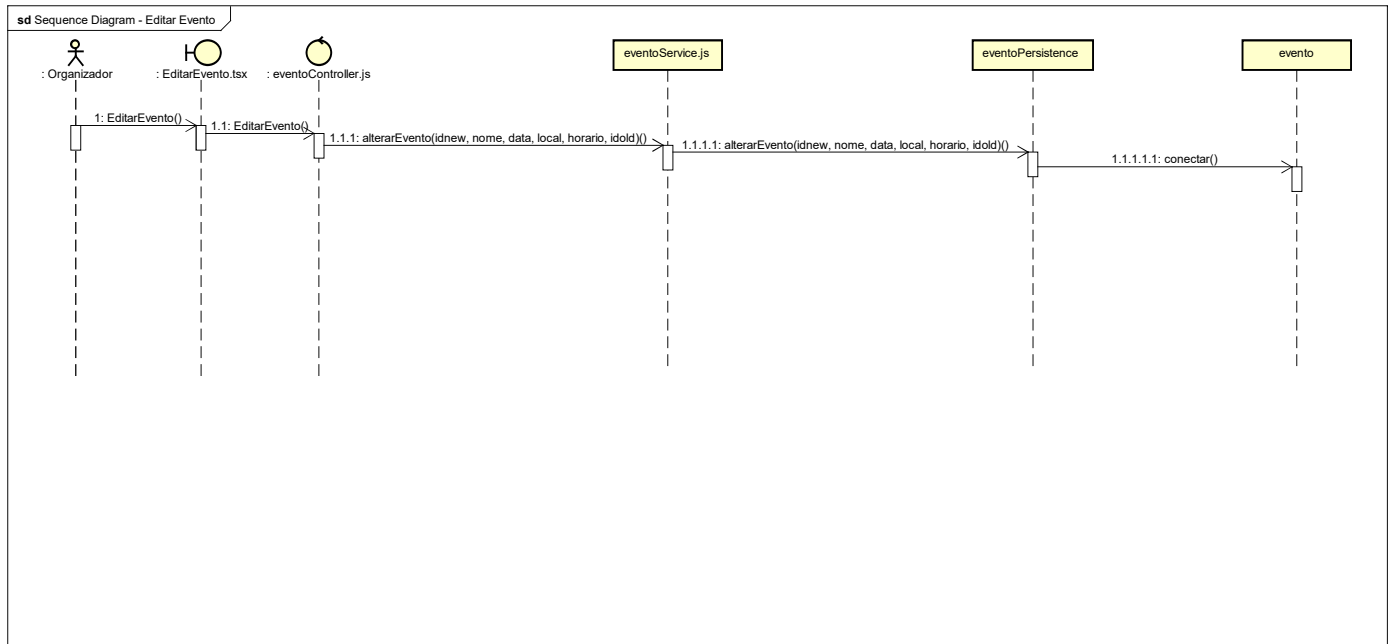 sd Sequence Diagram - Editar Evento
: Organizador
: EditarEvento.tsx
: eventoController.js
eventoService.js
eventoPersistence
evento
1: EditarEvento()
1.1: EditarEvento()
1.1.1: alterarEvento(idnew, nome, data, local, horario, idold)()
1.1.1.1: alterarEvento(idnew, nome, data, local, horario, idold)()
1.1.1.1.1: conectar()